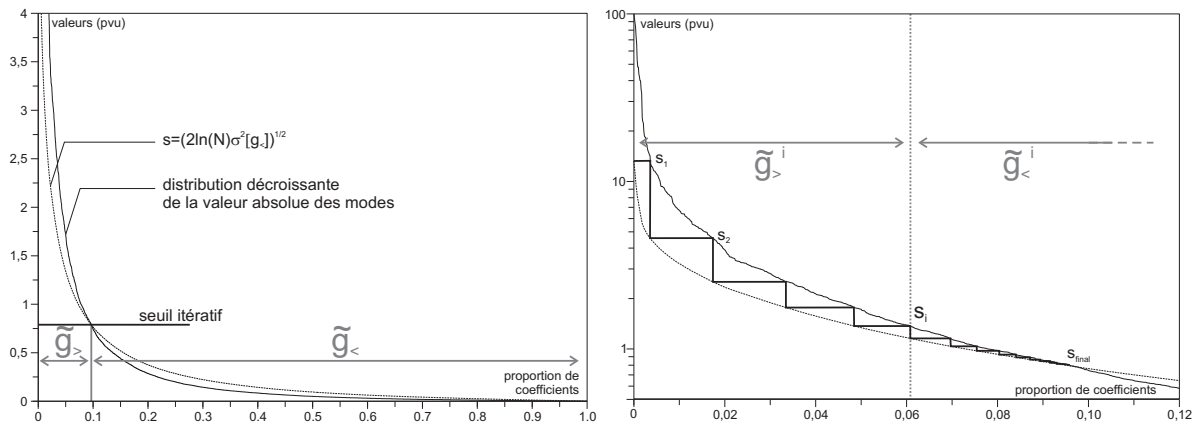 4
valeurs (pvu)
3,5
3
s=(2ln(N)σ²[g<])^1/2
2,5
distribution décroissante
de la valeur absolue des modes
2
1,5
1
seuil itératif
g̃> g̃<
0,5
proportion de
coefficients
0
0 0.1 0.2 0.3 0.4 0.5 0.6 0.7 0.8 0.9 1.0
100
valeurs (pvu)
g̃>^i g̃<^i
s1
10
s2
si
1
sfinal
proportion de coefficients
0 0,02 0,04 0,06 0,08 0,10 0,12